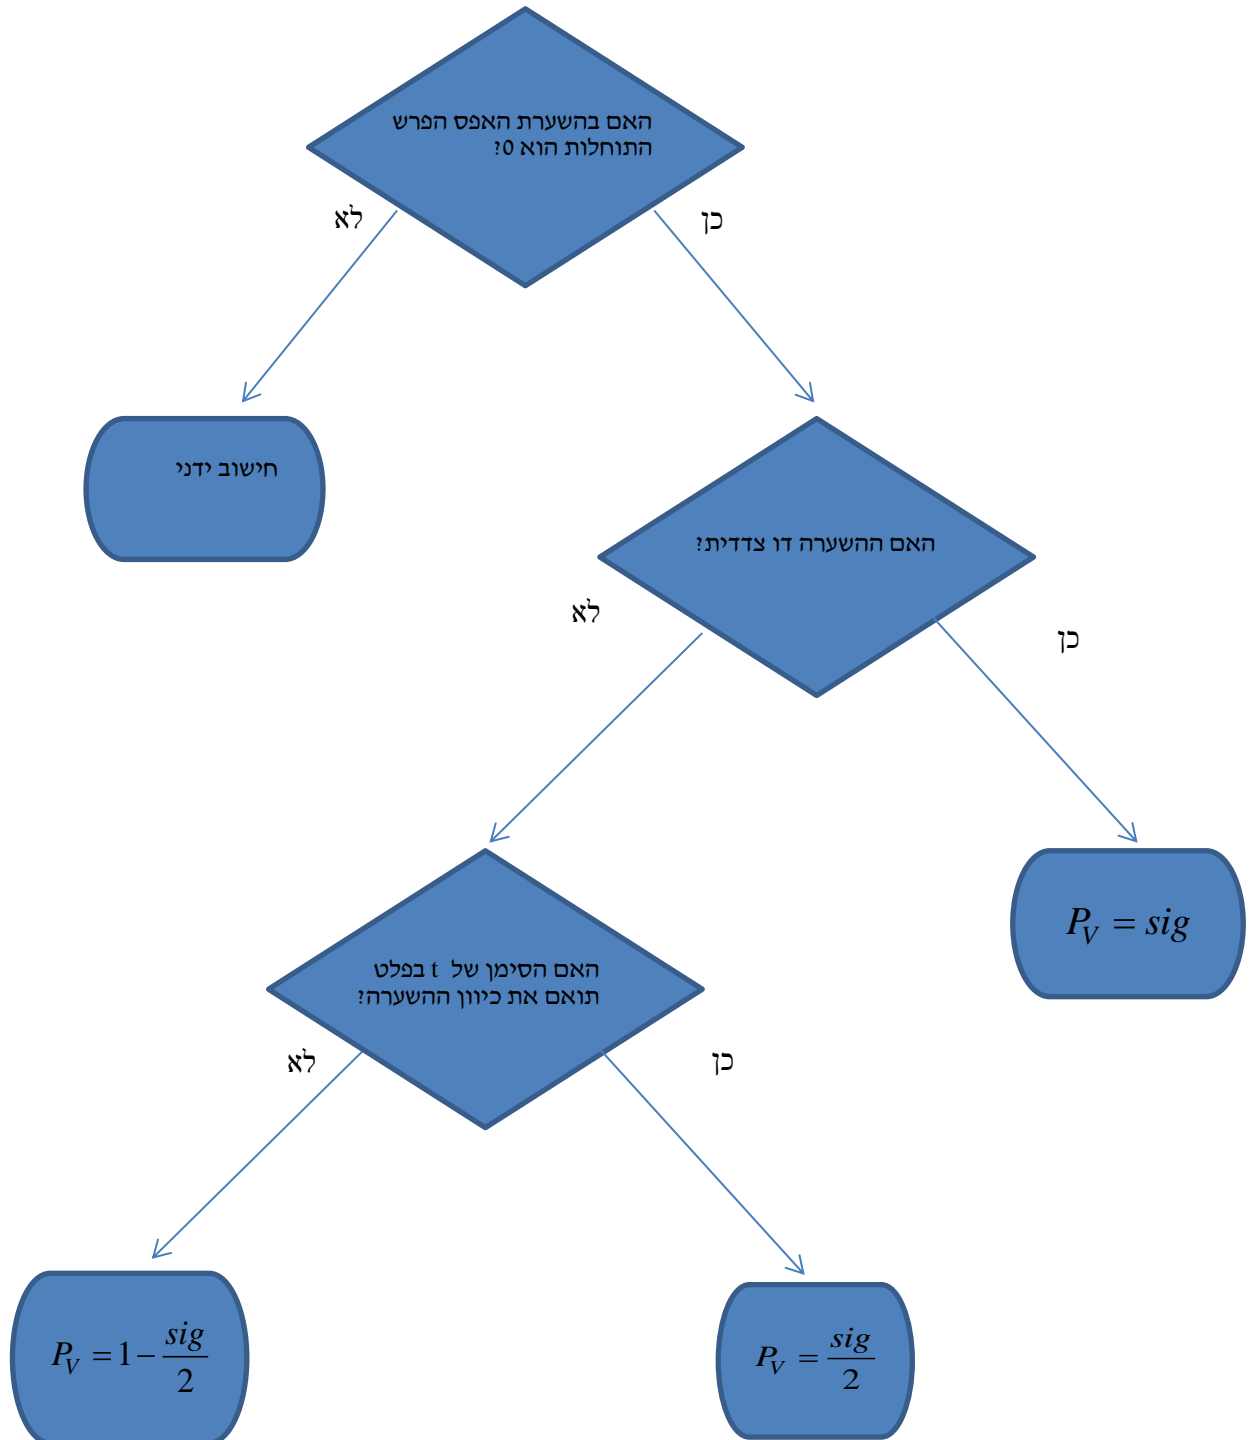 האם בהשערת האפס הפרש
התוחלות הוא 0?
כן
לא
חישוב ידני
האם ההשערה דו צדדית?
לא
כן
P_V = sig
האם הסימן של t בפלט
תואם את כיוון ההשערה?
כן
לא
P_V = sig/2
P_V = 1 - sig/2